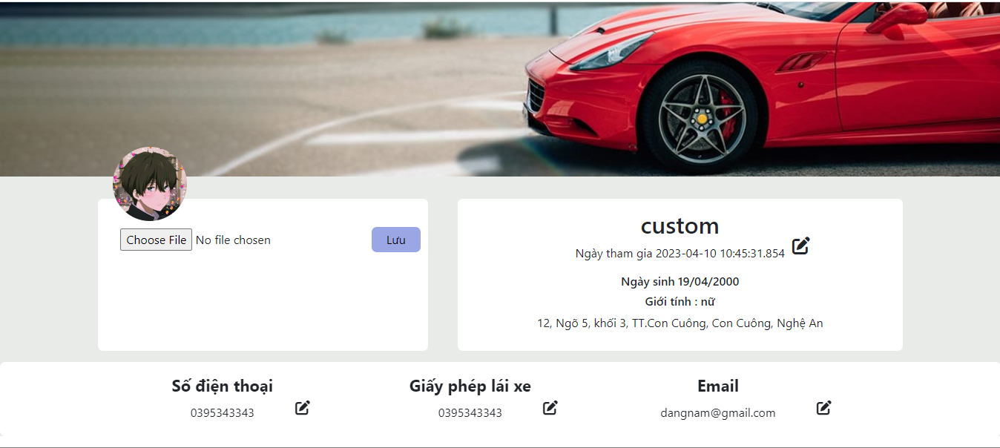 Choose File No file chosen
Lưu
custom
Ngày tham gia 2023-04-10 10:45:31.854
Ngày sinh 19/04/2000
Giới tính : nữ
12, Ngõ 5, khối 3, TT.Con Cuông, Con Cuông, Nghệ An
Số điện thoại
0395343343
Giấy phép lái xe
0395343343
Email
dangnam@gmail.com